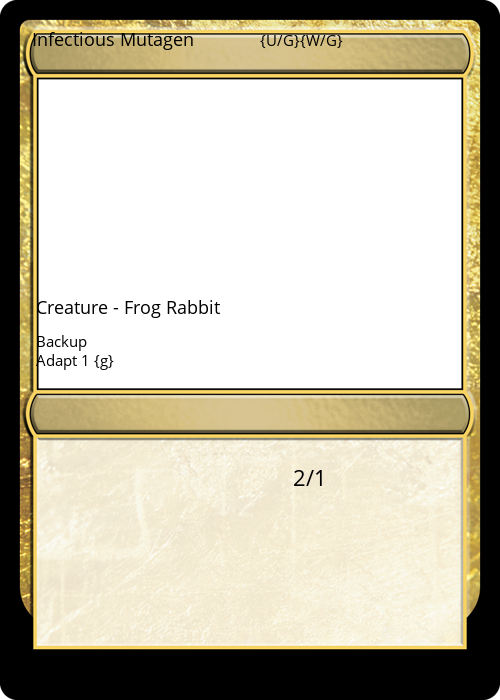 Infectious Mutagen {U/G}{W/G}
Creature - Frog Rabbit
Backup
Adapt 1 {g}
2/1